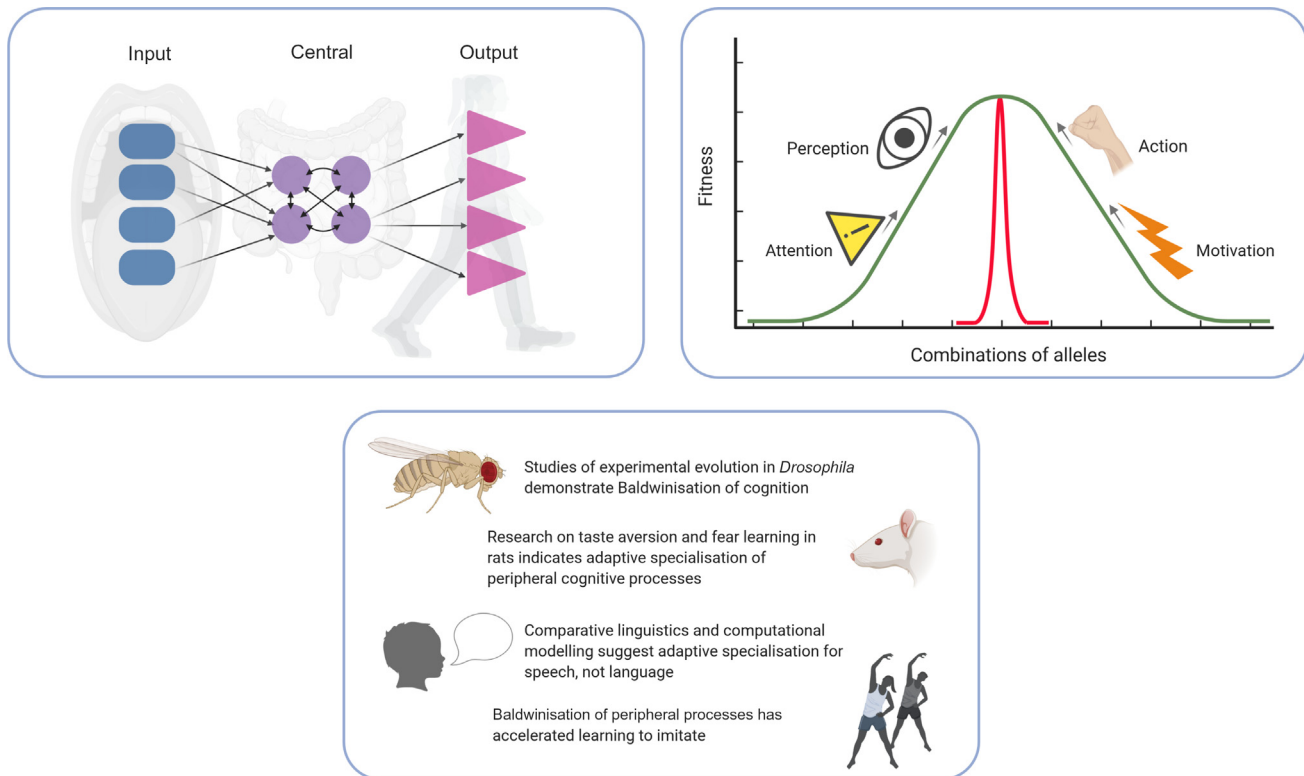 Input
Central
Output
Fitness
Perception
Attention
Action
Motivation
Combinations of alleles
Studies of experimental evolution in Drosophila
demonstrate Baldwinisation of cognition
Research on taste aversion and fear learning in
rats indicates adaptive specialisation of
peripheral cognitive processes
Comparative linguistics and computational
modelling suggest adaptive specialisation for
speech, not language
Baldwinisation of peripheral processes has
accelerated learning to imitate